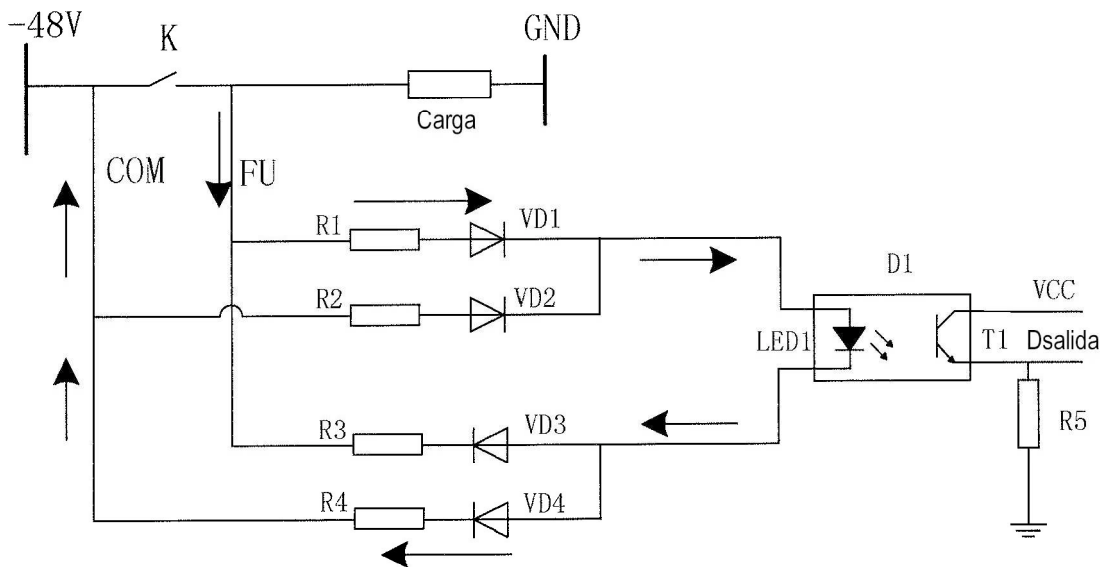 -48V
K
GND
Carga
COM
FU
R1
VD1
R2
VD2
D1
VCC
LED1
T1
Dsalida
R3
VD3
R5
R4
VD4